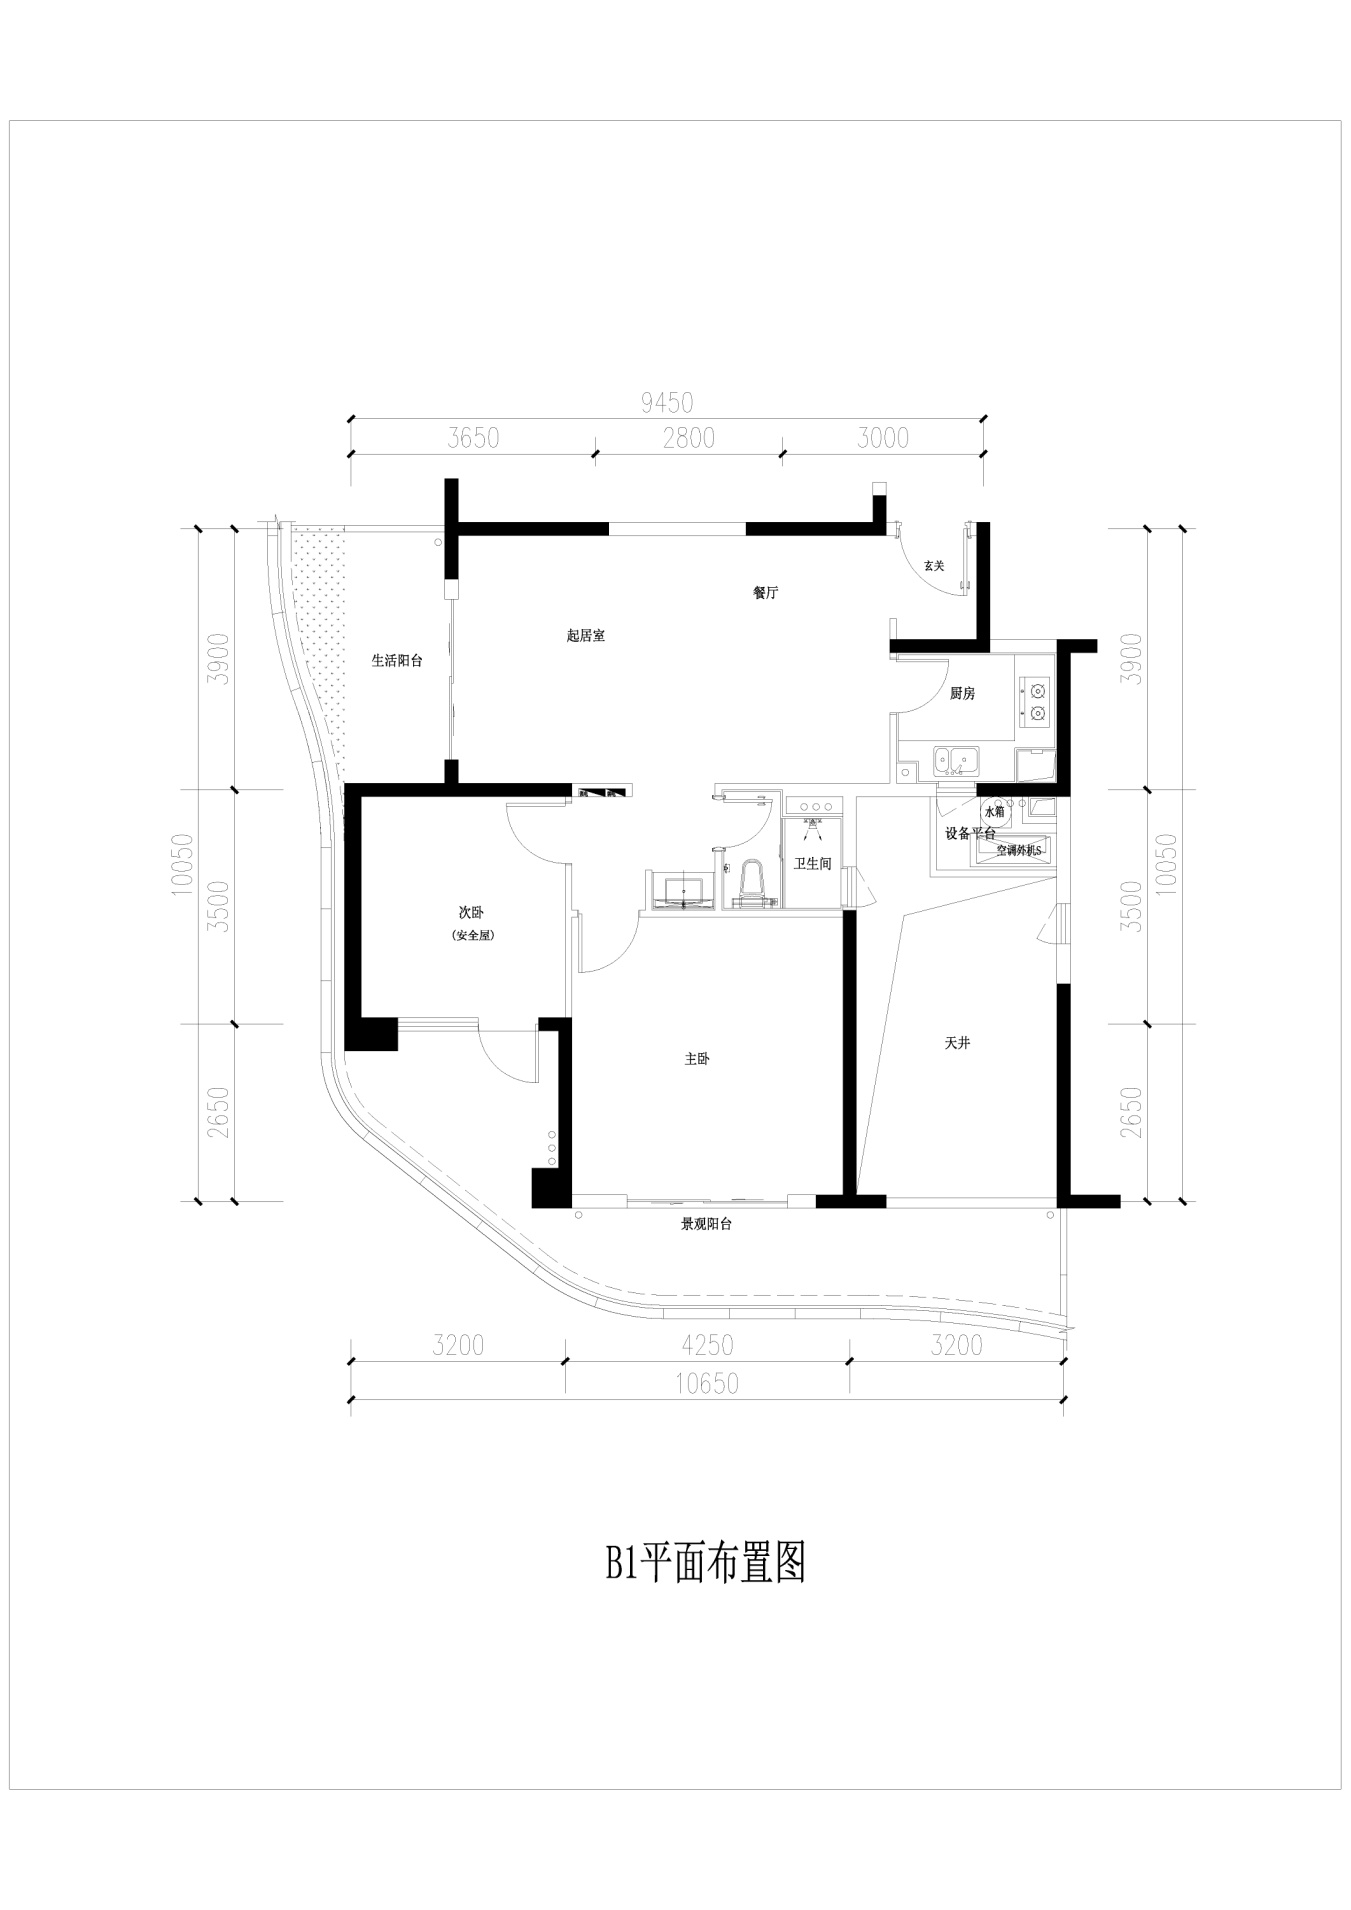 9450
3650
2800
3000
玄关
餐厅
起居室
生活阳台
厨房
3900
3900
水箱
设备平台
空调外机S
卫生间
10050
3500
3500
10050
次卧
(安全屋)
天井
主卧
2650
2650
景观阳台
3200
4250
3200
10650
B1平面布置图